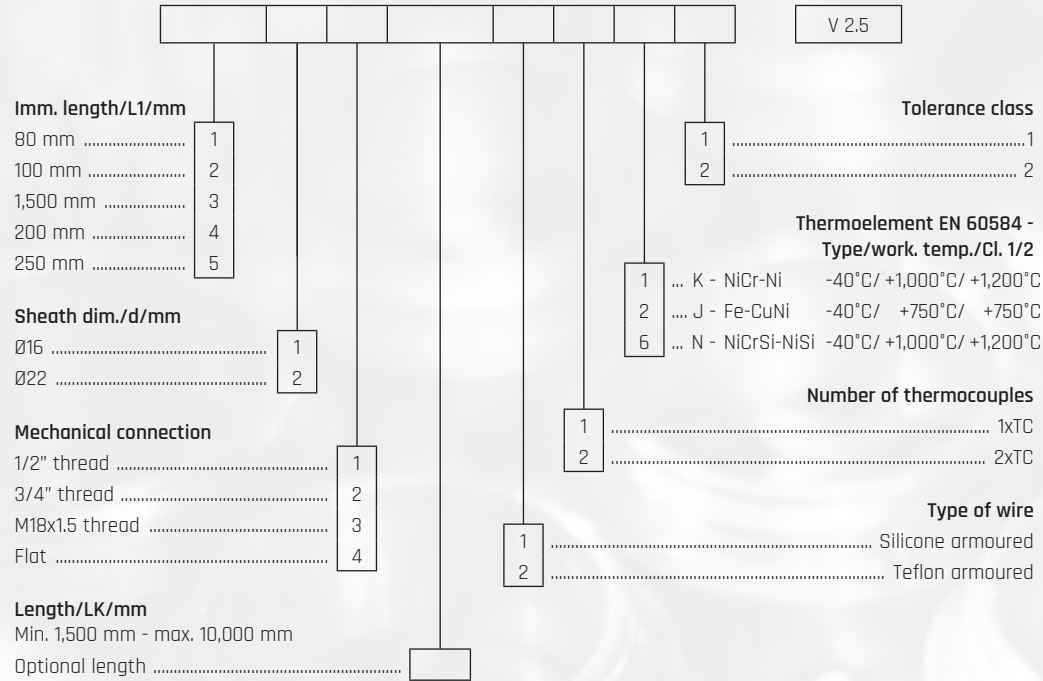 V 2.5
Imm. length/L1/mm
80 mm ........................ 1
100 mm ........................ 2
1,500 mm ........................ 3
200 mm ........................ 4
250 mm ........................ 5
Sheath dim./d/mm
Ø16 ........................ 1
Ø22 ........................ 2
Mechanical connection
1/2” thread ........................ 1
3/4” thread ........................ 2
M18x1.5 thread ........................ 3
Flat ........................ 4
Length/LK/mm
Min. 1,500 mm - max. 10,000 mm
Optional length ........................
Tolerance class
1 ........................ 1
2 ........................ 2
Thermoelement EN 60584 -
Type/work. temp./Cl. 1/2
1 ... K - NiCr-Ni -40°C/ +1,000°C/ +1,200°C
2 .... J - Fe-CuNi -40°C/ +750°C/ +750°C
6 ... N - NiCrSi-NiSi -40°C/ +1,000°C/ +1,200°C
Number of thermocouples
1 ........................ 1xTC
2 ........................ 2xTC
Type of wire
1 ........................ Silicone armoured
2 ........................ Teflon armoured